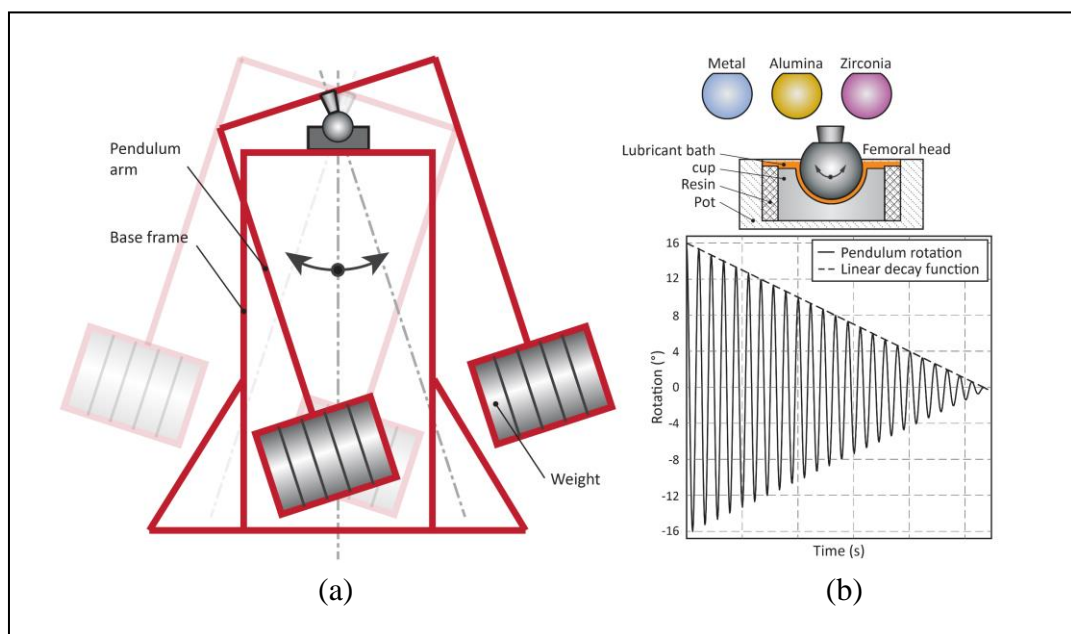 Pendulum
arm
Base frame
Weight
(a)
Metal Alumina Zirconia
Lubricant bath
Femoral head
cup
Resin
Pot
Pendulum rotation
Linear decay function
16
12
8
4
0
-4
-8
-12
-16
Rotation (°)
Time (s)
(b)